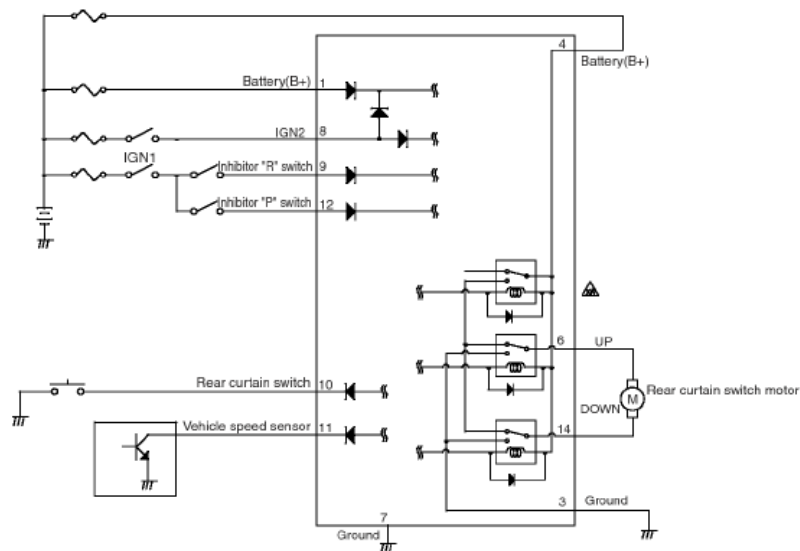 4
Battery(B+)
Battery(B+) 1
IGN2 8
IGN1
Inhibitor "R" switch 9
Inhibitor "P" switch 12
6 UP
Rear curtain switch 10
Rear curtain switch motor
M
DOWN
Vehicle speed sensor 11
14
3 Ground
7
Ground